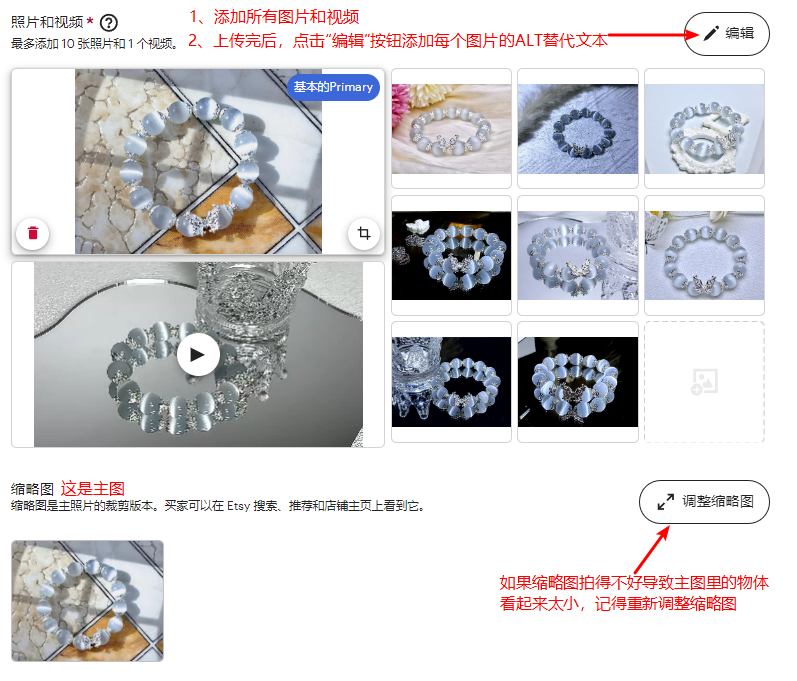 照片和视频 * ?
1、添加所有图片和视频
最多添加 10 张照片和 1 个视频。
2、上传完后，点击“编辑”按钮添加每个图片的ALT替代文本
编辑
基本的Primary
缩略图 这是主图
缩略图是主照片的裁剪版本。买家可以在 Etsy 搜索、推荐和店铺主页上看到它。
调整缩略图
如果缩略图拍得不好导致主图里的物体
看起来太小，记得重新调整缩略图